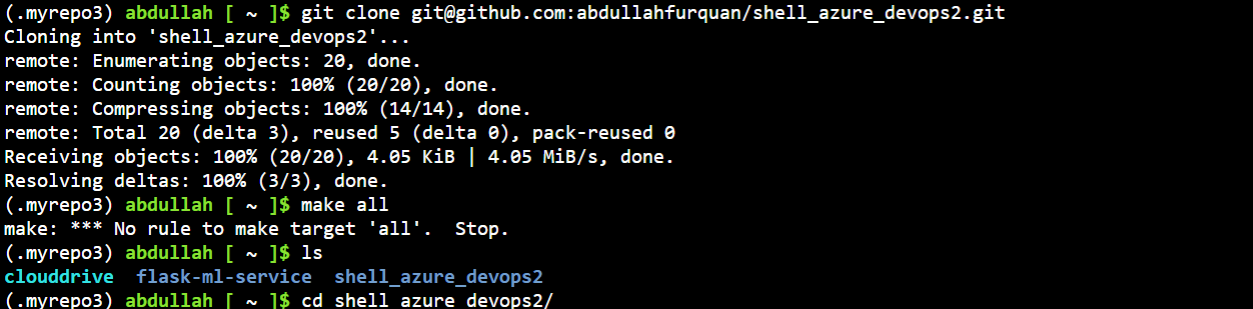 (.myrepo3) abdullah [ ~ ]$ git clone git@github.com:abdullahfurquan/shell_azure_devops2.git
Cloning into 'shell_azure_devops2'...
remote: Enumerating objects: 20, done.
remote: Counting objects: 100% (20/20), done.
remote: Compressing objects: 100% (14/14), done.
remote: Total 20 (delta 3), reused 5 (delta 0), pack-reused 0
Receiving objects: 100% (20/20), 4.05 KiB | 4.05 MiB/s, done.
Resolving deltas: 100% (3/3), done.
(.myrepo3) abdullah [ ~ ]$ make all
make: *** No rule to make target 'all'.  Stop.
(.myrepo3) abdullah [ ~ ]$ ls
clouddrive  flask-ml-service  shell_azure_devops2
(.myrepo3) abdullah [ ~ ]$ cd shell_azure_devops2/